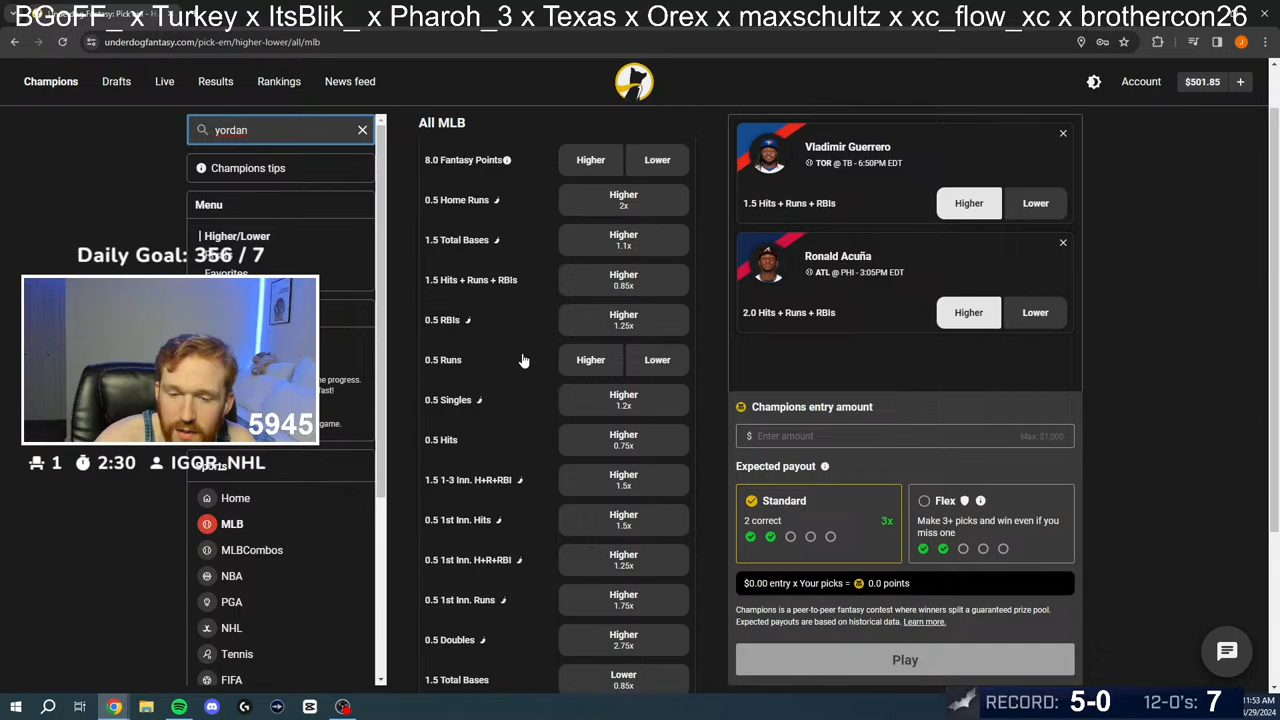 BGoFF_ x Turkey x ItsBlik_ x Pharoh_3 x Texas x Orex x maxschultz x xc_flow_xc x brothercon26
underdogfantasy.com/pick-em/higher-lower/all/mlb
Champions
Drafts
Live
Results
Rankings
News feed
Account
$501.85
+
yordan
Champions tips
Menu
Higher/Lower
Favorites
Daily Goal: 356 / 7
e progress.
fast!
game.
5945
1
2:30
IGOR_NHL
Home
MLB
MLBCombos
NBA
PGA
NHL
Tennis
FIFA
All MLB
8.0 Fantasy Points
Higher
Lower
0.5 Home Runs
Higher
2x
1.5 Total Bases
Higher
1.1x
1.5 Hits + Runs + RBIs
Higher
0.85x
0.5 RBIs
Higher
1.25x
0.5 Runs
Higher
Lower
0.5 Singles
Higher
1.2x
0.5 Hits
Higher
0.75x
1.5 1-3 Inn. H+R+RBI
Higher
1.5x
0.5 1st Inn. Hits
Higher
1.5x
0.5 1st Inn. H+R+RBI
Higher
1.25x
0.5 1st Inn. Runs
Higher
1.75x
0.5 Doubles
Higher
2.75x
1.5 Total Bases
Lower
0.85x
Vladimir Guerrero
TOR @ TB - 6:50PM EDT
1.5 Hits + Runs + RBIs
Higher
Lower
Ronald Acuña
ATL @ PHI - 3:05PM EDT
2.0 Hits + Runs + RBIs
Higher
Lower
Champions entry amount
$ Enter amount
Max: $1,000
Expected payout
Standard
2 correct
3x
Flex
Make 3+ picks and win even if you
miss one
$0.00 entry x Your picks = 0.0 points
Champions is a peer-to-peer fantasy contest where winners split a guaranteed prize pool.
Expected payouts are based on historical data. Learn more.
Play
RECORD: 5-0
12-0's: 7
11:53 AM
8/29/2024